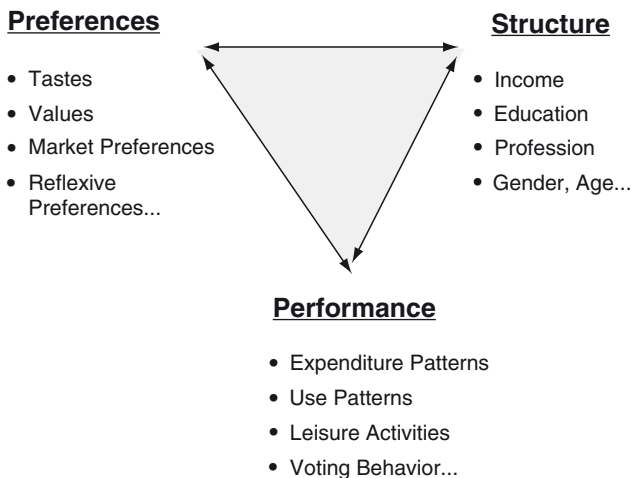 Preferences
• Tastes
• Values
• Market Preferences
• Reflexive
Preferences...
Structure
• Income
• Education
• Profession
• Gender, Age...
Performance
• Expenditure Patterns
• Use Patterns
• Leisure Activities
• Voting Behavior...